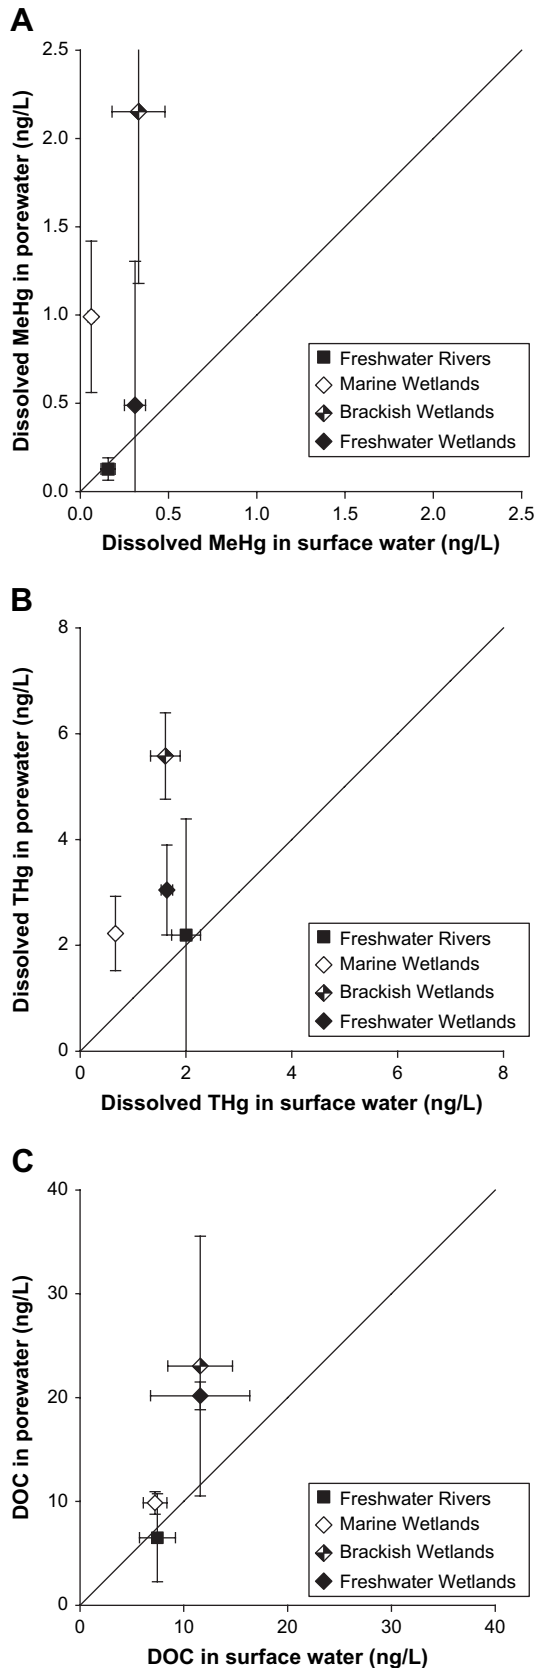 A
Dissolved MeHg in porewater (ng/L)
2.5
2.0
1.5
1.0
0.5
0.0
Freshwater Rivers
Marine Wetlands
Brackish Wetlands
Freshwater Wetlands
0.0 0.5 1.0 1.5 2.0 2.5
Dissolved MeHg in surface water (ng/L)
B
Dissolved THg in porewater (ng/L)
8
6
4
2
0
Freshwater Rivers
Marine Wetlands
Brackish Wetlands
Freshwater Wetlands
0 2 4 6 8
Dissolved THg in surface water (ng/L)
C
DOC in porewater (ng/L)
40
30
20
10
0
Freshwater Rivers
Marine Wetlands
Brackish Wetlands
Freshwater Wetlands
0 10 20 30 40
DOC in surface water (ng/L)